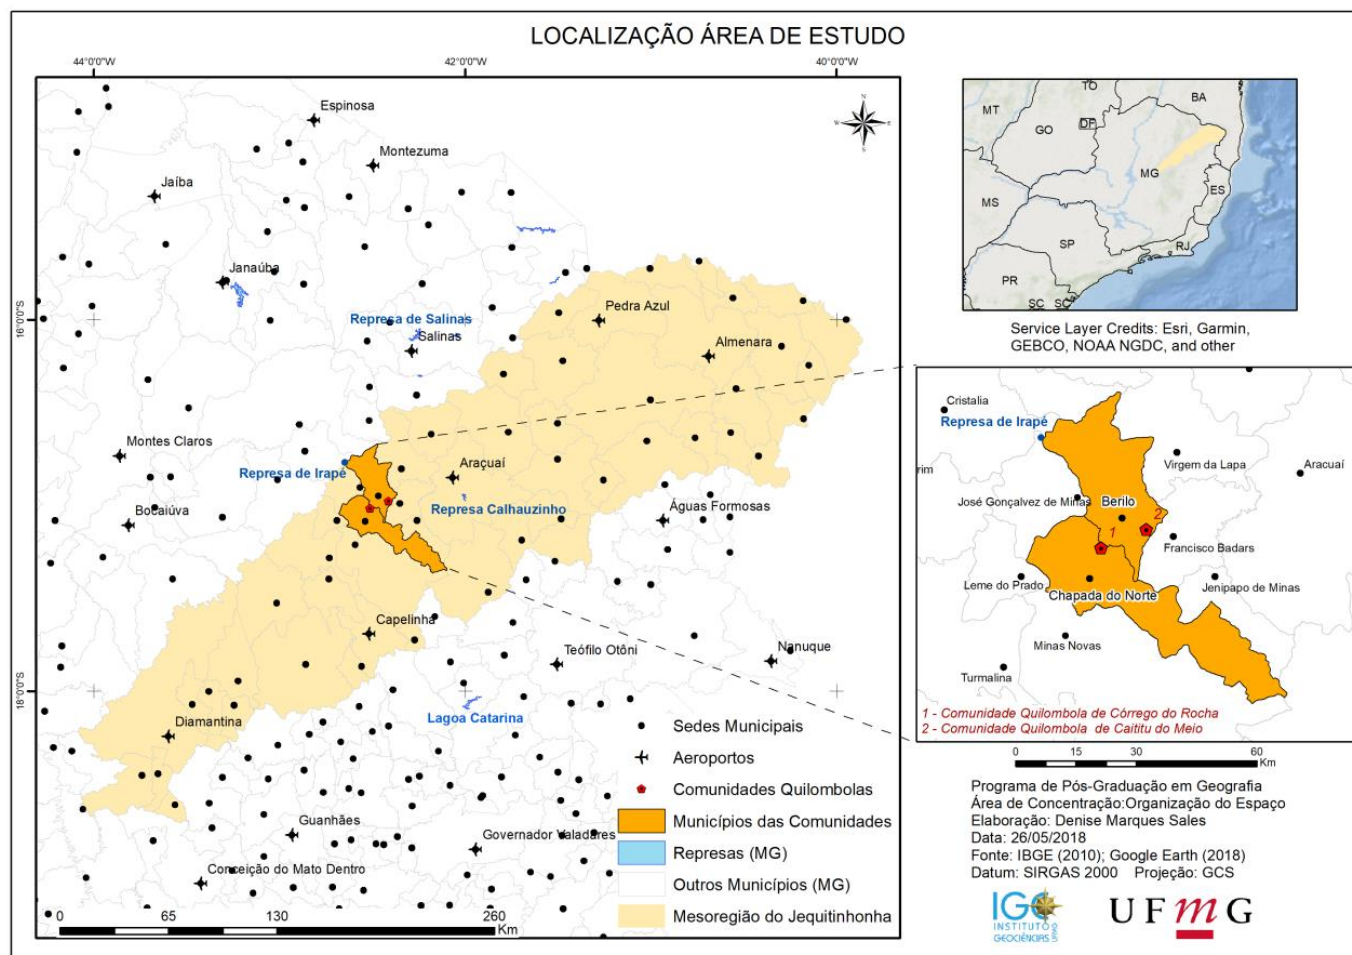 LOCALIZAÇÃO ÁREA DE ESTUDO
44°0'0"W
42°0'0"W
40°0'0"W
16°0'0"S
18°0'0"S
N
W
E
S
Espinosa
Montezuma
Jaíba
Janaúba
Represa de Salinas
Salinas
Pedra Azul
Almenara
Montes Claros
Represa de Irapé
Araçuaí
Represa Calhauzinho
Bocaiúva
Águas Formosas
Capelinha
Teófilo Otôni
Nanuque
Lagoa Catarina
Diamantina
Guanhães
Governador Valadares
Conceição do Mato Dentro
Sedes Municipais
Aeroportos
Comunidades Quilombolas
Municípios das Comunidades
Represas (MG)
Outros Municípios (MG)
Mesoregião do Jequitinhonha
0 65 130 260
Km
TO
BA
MT
GO
DF
MG
ES
MS
SP
RJ
PR
SC
SC
Service Layer Credits: Esri, Garmin,
GEBCO, NOAA NGDC, and other
Cristalia
Represa de Irapé
rim
Virgem da Lapa
Aracuaí
José Gonçalvez de Minas
Berilo
2
1
Francisco Badars
Leme do Prado
Chapada do Norte
Jenipapo de Minas
Minas Novas
Turmalina
1 - Comunidade Quilombola de Córrego do Rocha
2 - Comunidade Quilombola de Caititu do Meio
0 15 30 60
Km
Programa de Pós-Graduação em Geografia
Área de Concentração:Organização do Espaço
Elaboração: Denise Marques Sales
Data: 26/05/2018
Fonte: IBGE (2010); Google Earth (2018)
Datum: SIRGAS 2000 Projeção: GCS
IGC
INSTITUTO
GEOCIÊNCIAS
UFMG
UFmG